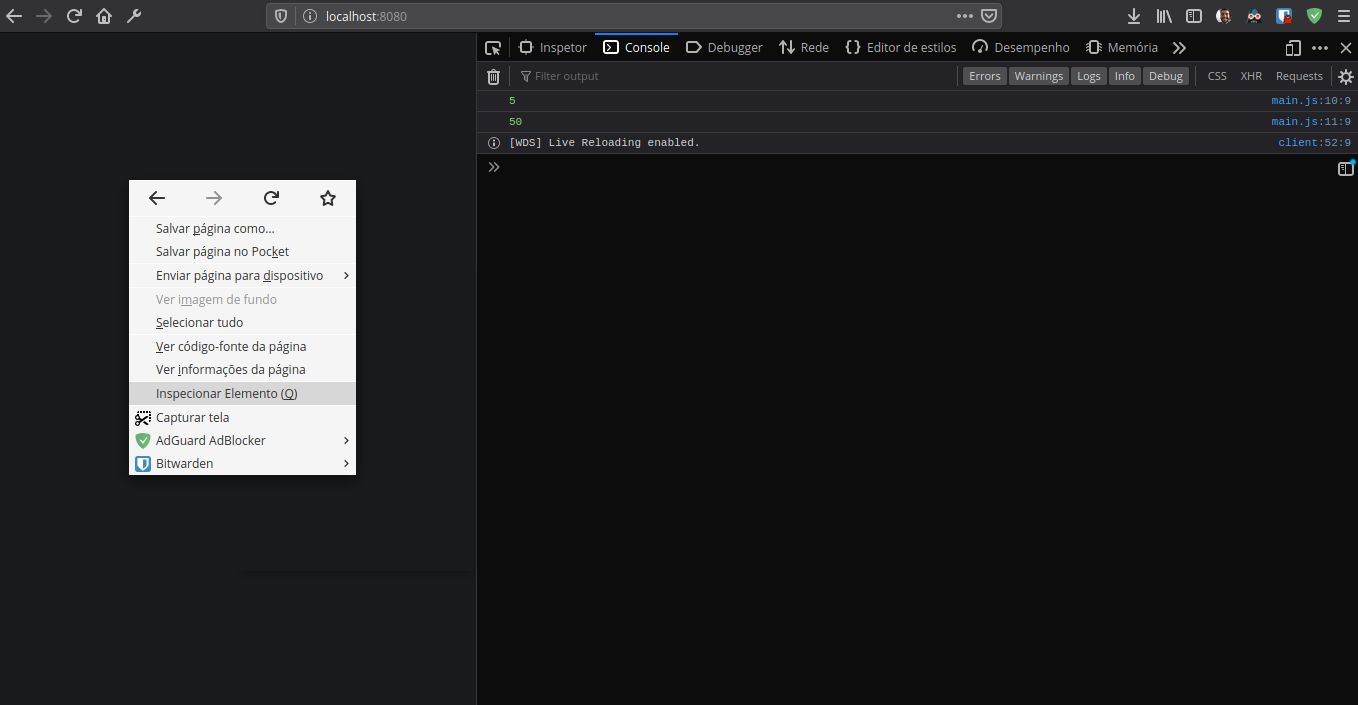 localhost:8080
Inspetor Console Debugger Rede Editor de estilos Desempenho Memória
Filter output Errors Warnings Logs Info Debug CSS XHR Requests
5 main.js:10:9
50 main.js:11:9
[WDS] Live Reloading enabled. client:52:9
Salvar página como...
Salvar página no Pocket
Enviar página para dispositivo
Ver imagem de fundo
Selecionar tudo
Ver código-fonte da página
Ver informações da página
Inspecionar Elemento (Q)
Capturar tela
AdGuard AdBlocker
Bitwarden